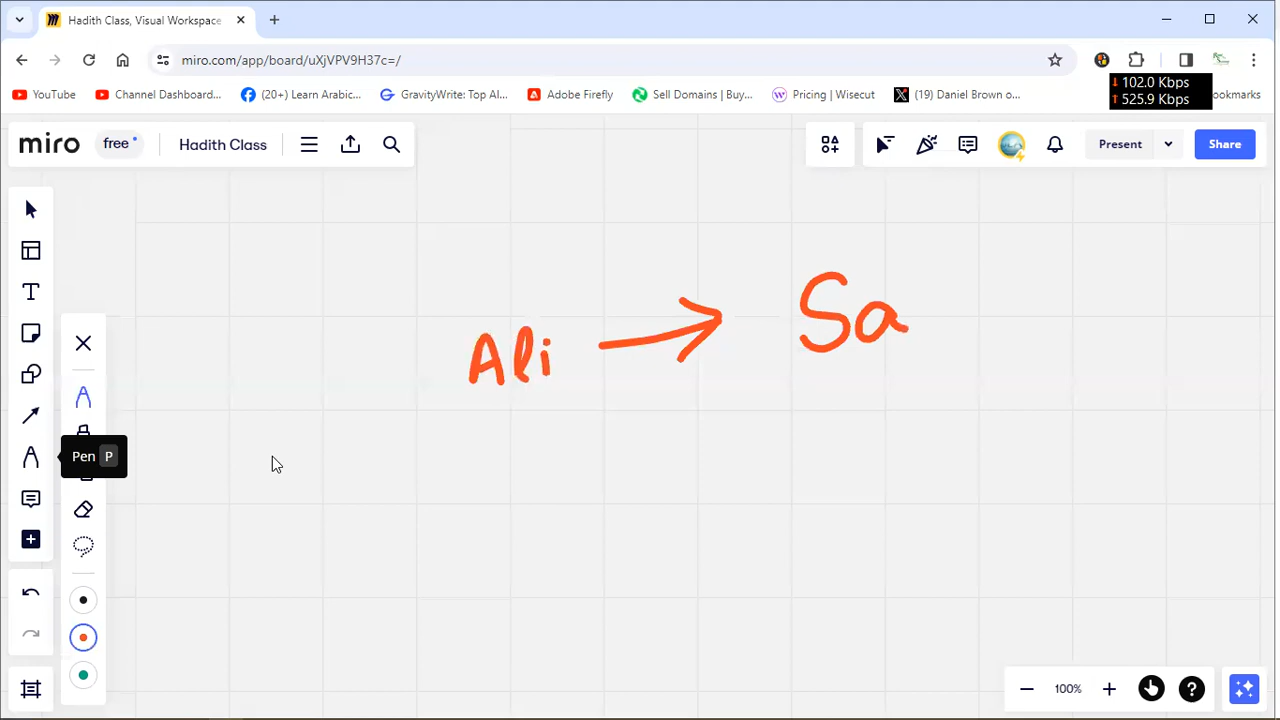 Hadith Class, Visual Workspace
miro.com/app/board/uXjVPV9H37c=/
YouTube
Channel Dashboard...
(20+) Learn Arabic...
GravityWrite - AI...
Adobe Firefly
Sell Domains | Buy...
Pricing | Wisecut
(19) Daniel Brown o...
okmarks
102.0 Kbps
525.9 Kbps
miro
free
Hadith Class
Present
Share
Ali → Sa
Pen P
100%